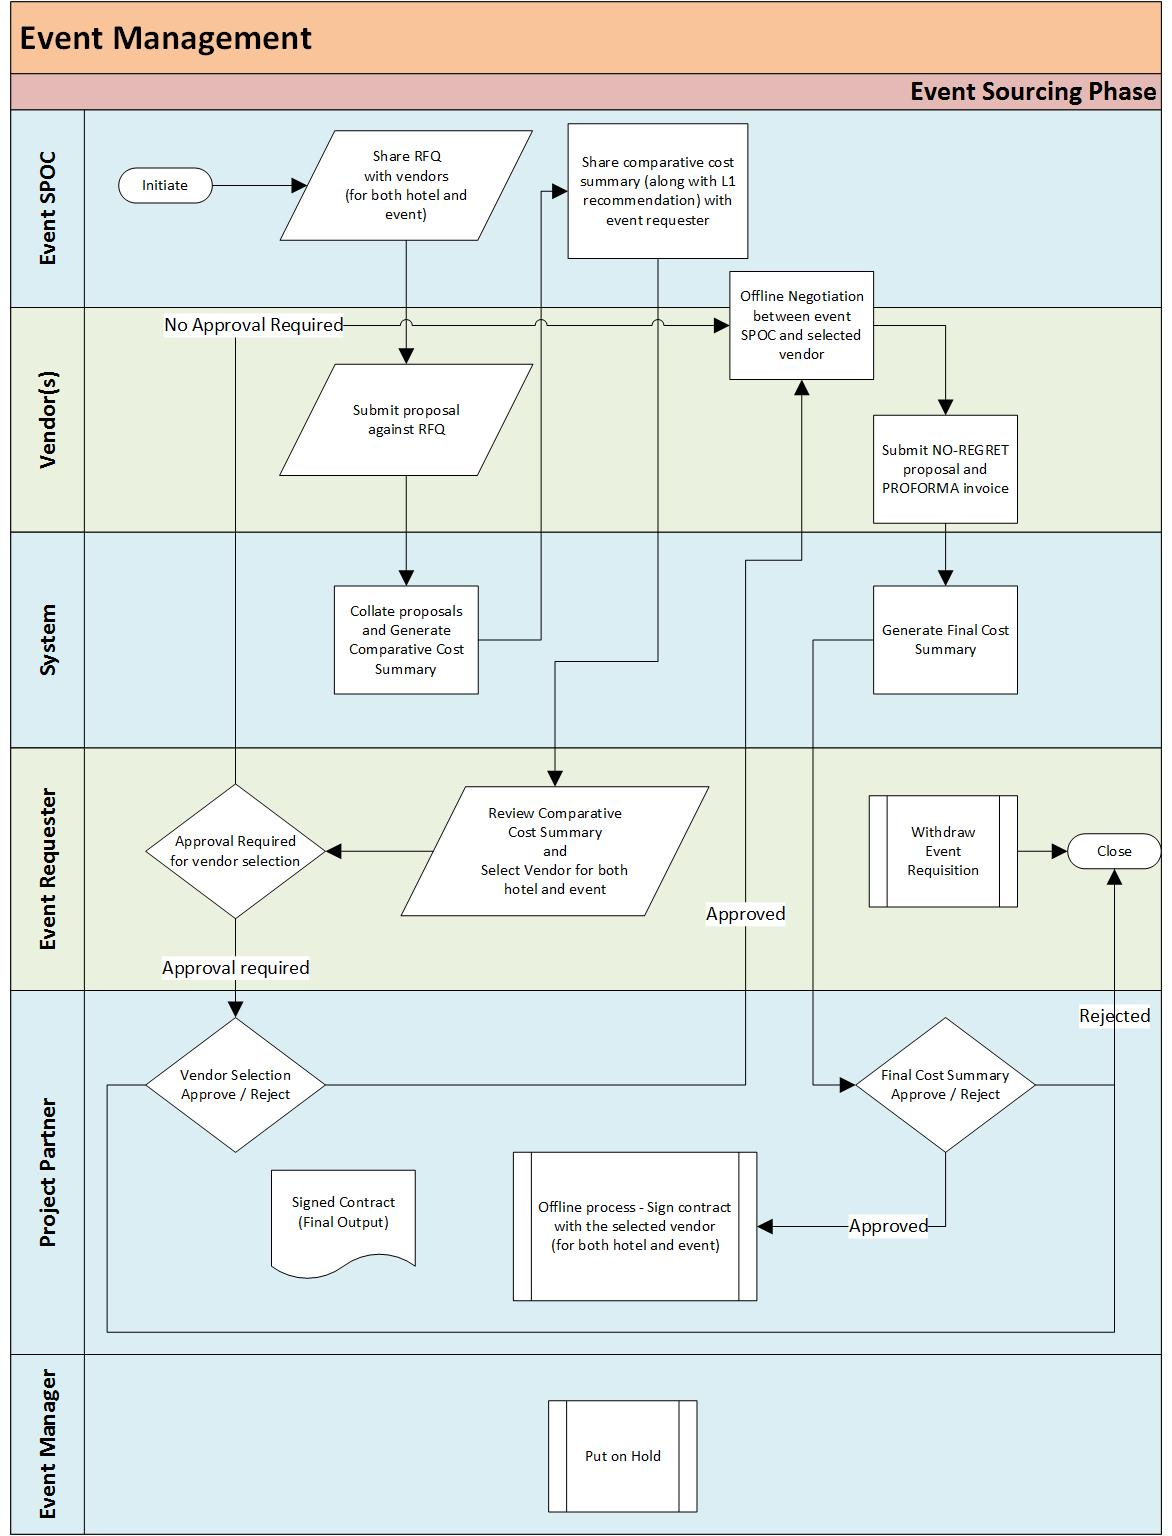 Event Management
Event Sourcing Phase
Event SPOC
Initiate
Share RFQ
with vendors
(for both hotel and
event)
Share comparative cost
summary (along with L1
recommendation) with
event requester
Offline Negotiation
between event
SPOC and selected
vendor
Vendor(s)
No Approval Required
Submit proposal
against RFQ
Submit NO-REGRET
proposal and
PROFORMA invoice
System
Collate proposals
and Generate
Comparative Cost
Summary
Generate Final Cost
Summary
Event Requester
Approval Required
for vendor selection
Review Comparative
Cost Summary
and
Select Vendor for both
hotel and event
Withdraw
Event
Requisition
Close
Approved
Approval required
Rejected
Project Partner
Vendor Selection
Approve / Reject
Final Cost Summary
Approve / Reject
Signed Contract
(Final Output)
Offline process - Sign contract
with the selected vendor
(for both hotel and event)
Approved
Event Manager
Put on Hold